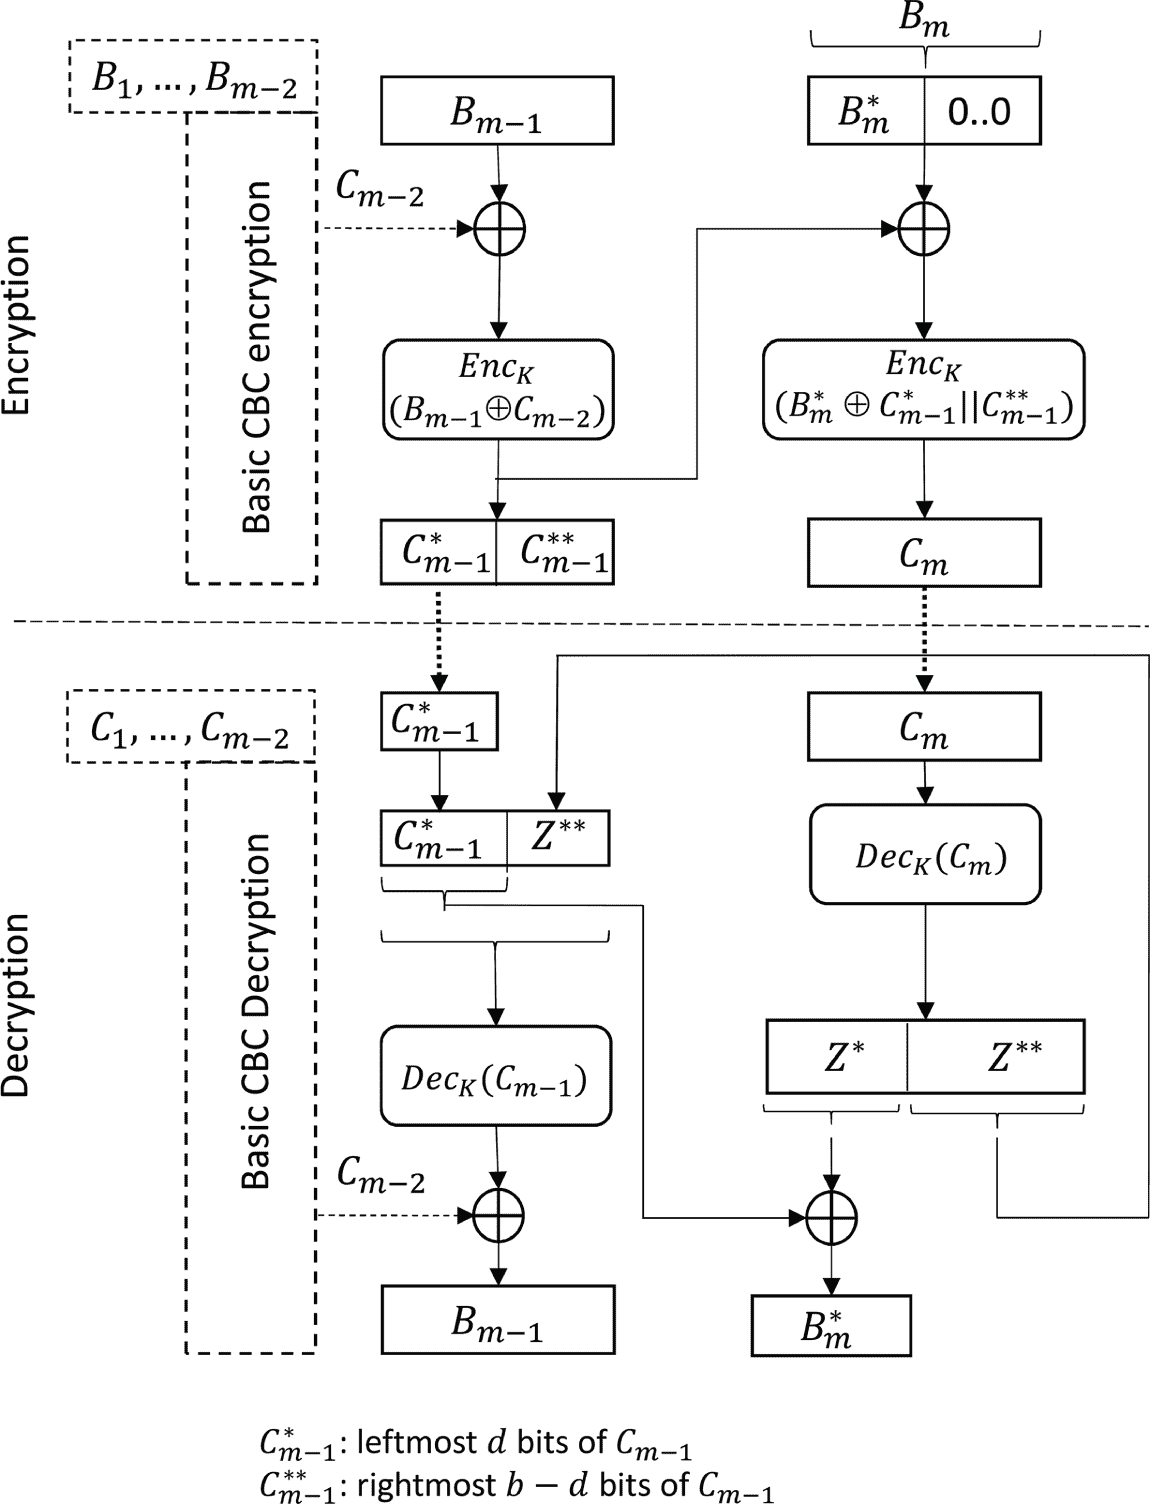 B_m
B_1, …, B_{m−2}
B_{m−1}
B_m^* 0..0
C_{m−2}
Encryption
Basic CBC encryption
Enc_K
(B_{m−1}⊕C_{m−2})
Enc_K
(B_m^* ⊕ C_{m−1}^*||C_{m−1}^{**})
C_{m−1}^* C_{m−1}^{**}
C_m
C_1, …, C_{m−2}
C_{m−1}^*
C_m
C_{m−1}^* Z^{**}
Dec_K(C_m)
Decryption
Basic CBC Decryption
Z^* Z^{**}
Dec_K(C_{m−1})
C_{m−2}
B_{m−1}
B_m^*
C_{m−1}^*: leftmost d bits of C_{m−1}
C_{m−1}^{**}: rightmost b − d bits of C_{m−1}